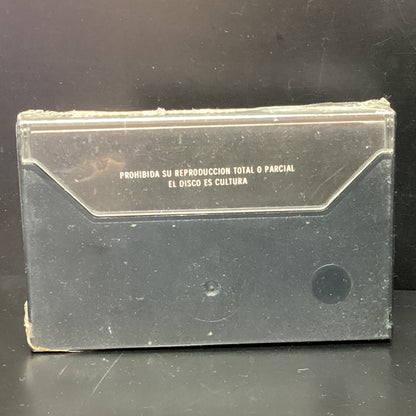 PROHIBIDA SU REPRODUCCION TOTAL O PARCIAL
EL DISCO ES CULTURA